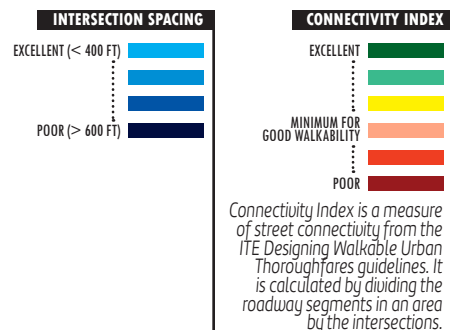 INTERSECTION SPACING
EXCELLENT (< 400 FT)
POOR (> 600 FT)
CONNECTIVITY INDEX
EXCELLENT
MINIMUM FOR
GOOD WALKABILITY
POOR
Connectivity Index is a measure
of street connectivity from the
ITE Designing Walkable Urban
Thoroughfares guidelines. It
is calculated by dividing the
roadway segments in an area
by the intersections.